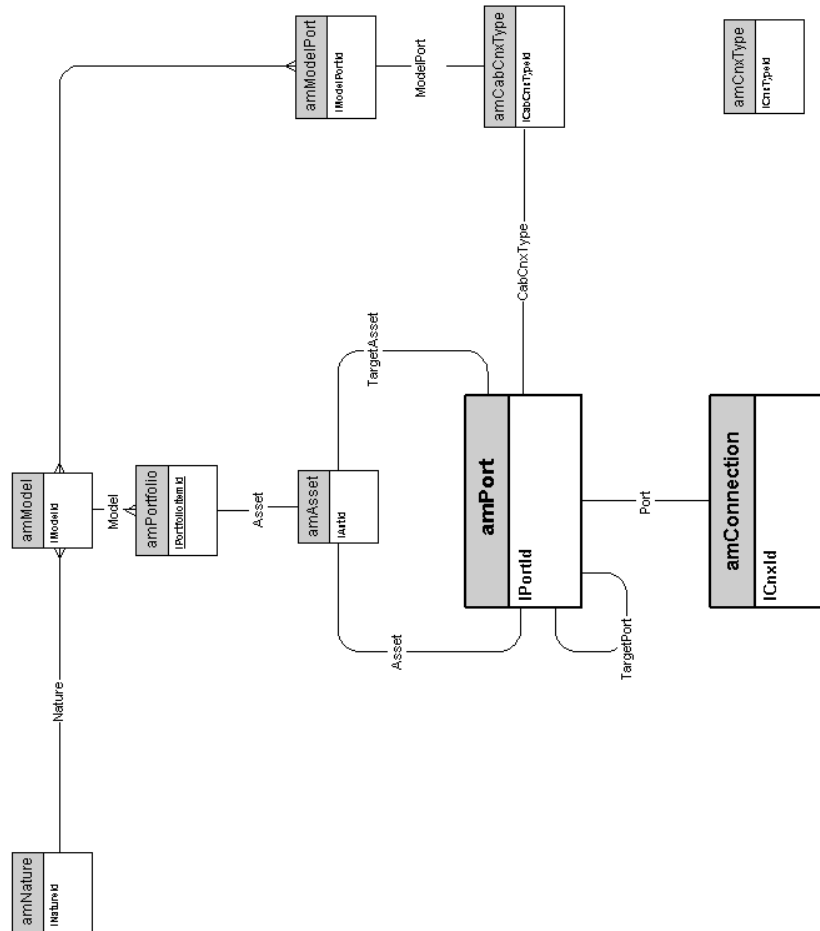 amNature
lNatureId
Nature
amModel
lModelId
Model
amPortfolio
lPortfolioItemId
Asset
amAsset
lAstId
Asset
TargetAsset
amModelPort
lModelPortId
ModelPort
amCabCnxType
lCabCnxTypeId
CabCnxType
amPort
lPortId
TargetPort
Port
amConnection
lCnxId
amCnxType
lCnxTypeId